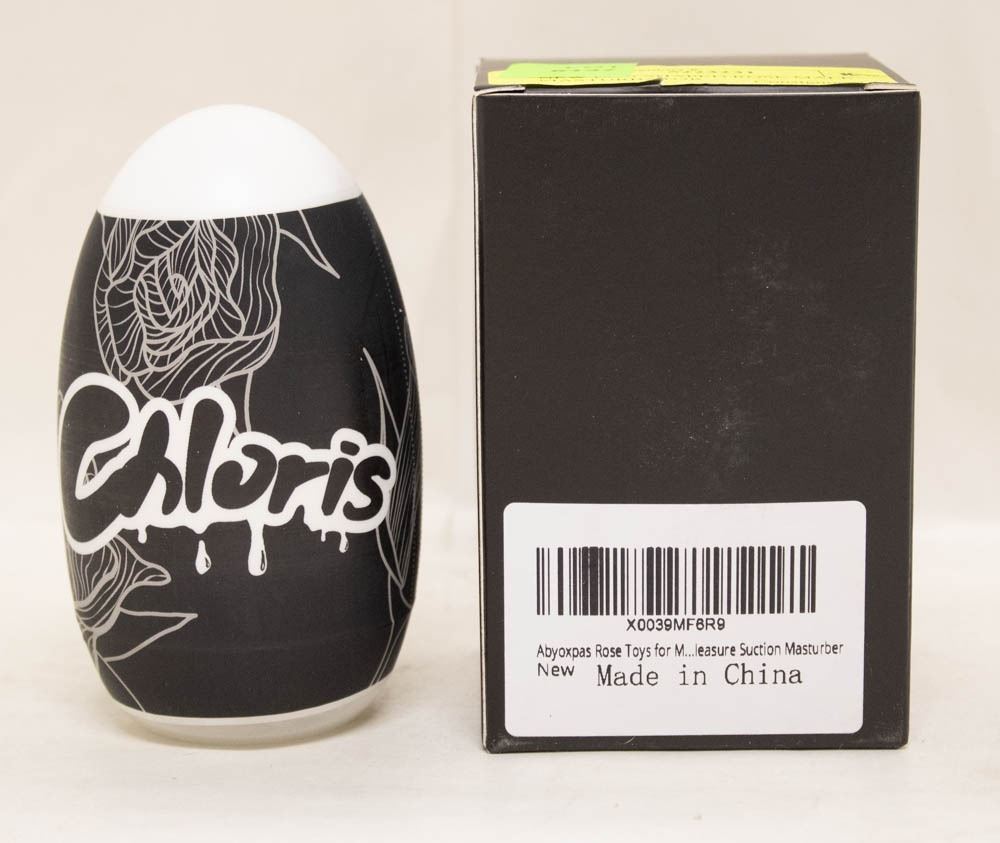 Chloris
X0039MF6R9
Abyoxpas Rose Toys for M...leasure Suction Masturber
New Made in China